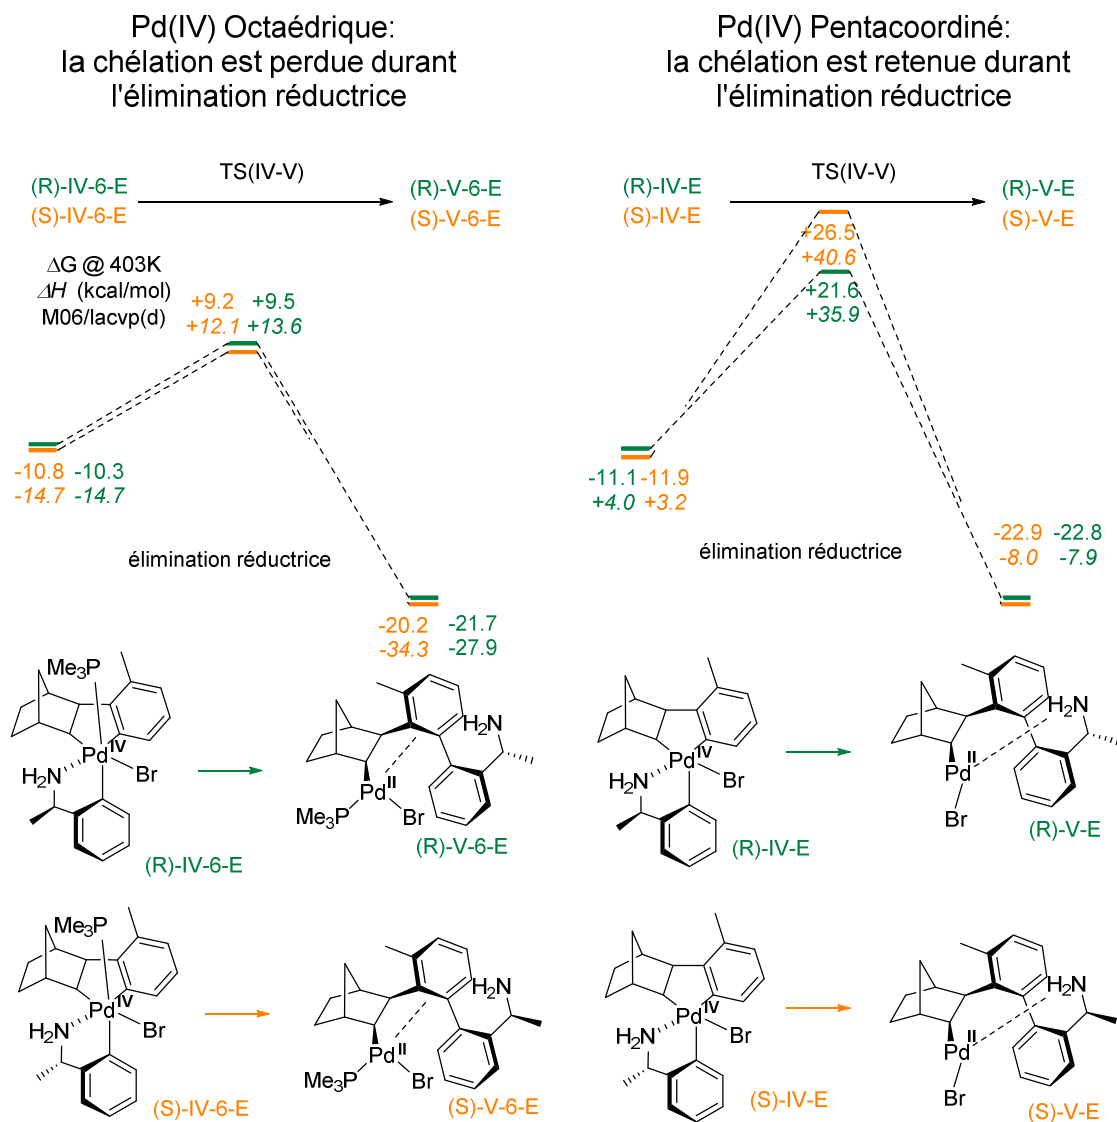 Pd(IV) Octaédrique:
la chélation est perdue durant
l'élimination réductrice
Pd(IV) Pentacoordiné:
la chélation est retenue durant
l'élimination réductrice
(R)-IV-6-E
(S)-IV-6-E
TS(IV-V)
(R)-V-6-E
(S)-V-6-E
(R)-IV-E
(S)-IV-E
TS(IV-V)
(R)-V-E
(S)-V-E
ΔG @ 403K
ΔH (kcal/mol)
M06/lacvp(d)
+9.2 +9.5
+12.1 +13.6
+26.5
+40.6
+21.6
+35.9
-10.8 -10.3
-14.7 -14.7
-11.1 -11.9
+4.0 +3.2
élimination réductrice
élimination réductrice
-20.2 -21.7
-34.3 -27.9
-22.9 -22.8
-8.0 -7.9
Me3P
PdIV
H2N
Br
(R)-IV-6-E
H2N
PdII
Me3P
Br
(R)-V-6-E
PdIV
H2N
Br
(R)-IV-E
H2N
PdII
Br
(R)-V-E
Me3P
PdIV
H2N
Br
(S)-IV-6-E
H2N
PdII
Me3P
Br
(S)-V-6-E
PdIV
H2N
Br
(S)-IV-E
H2N
PdII
Br
(S)-V-E